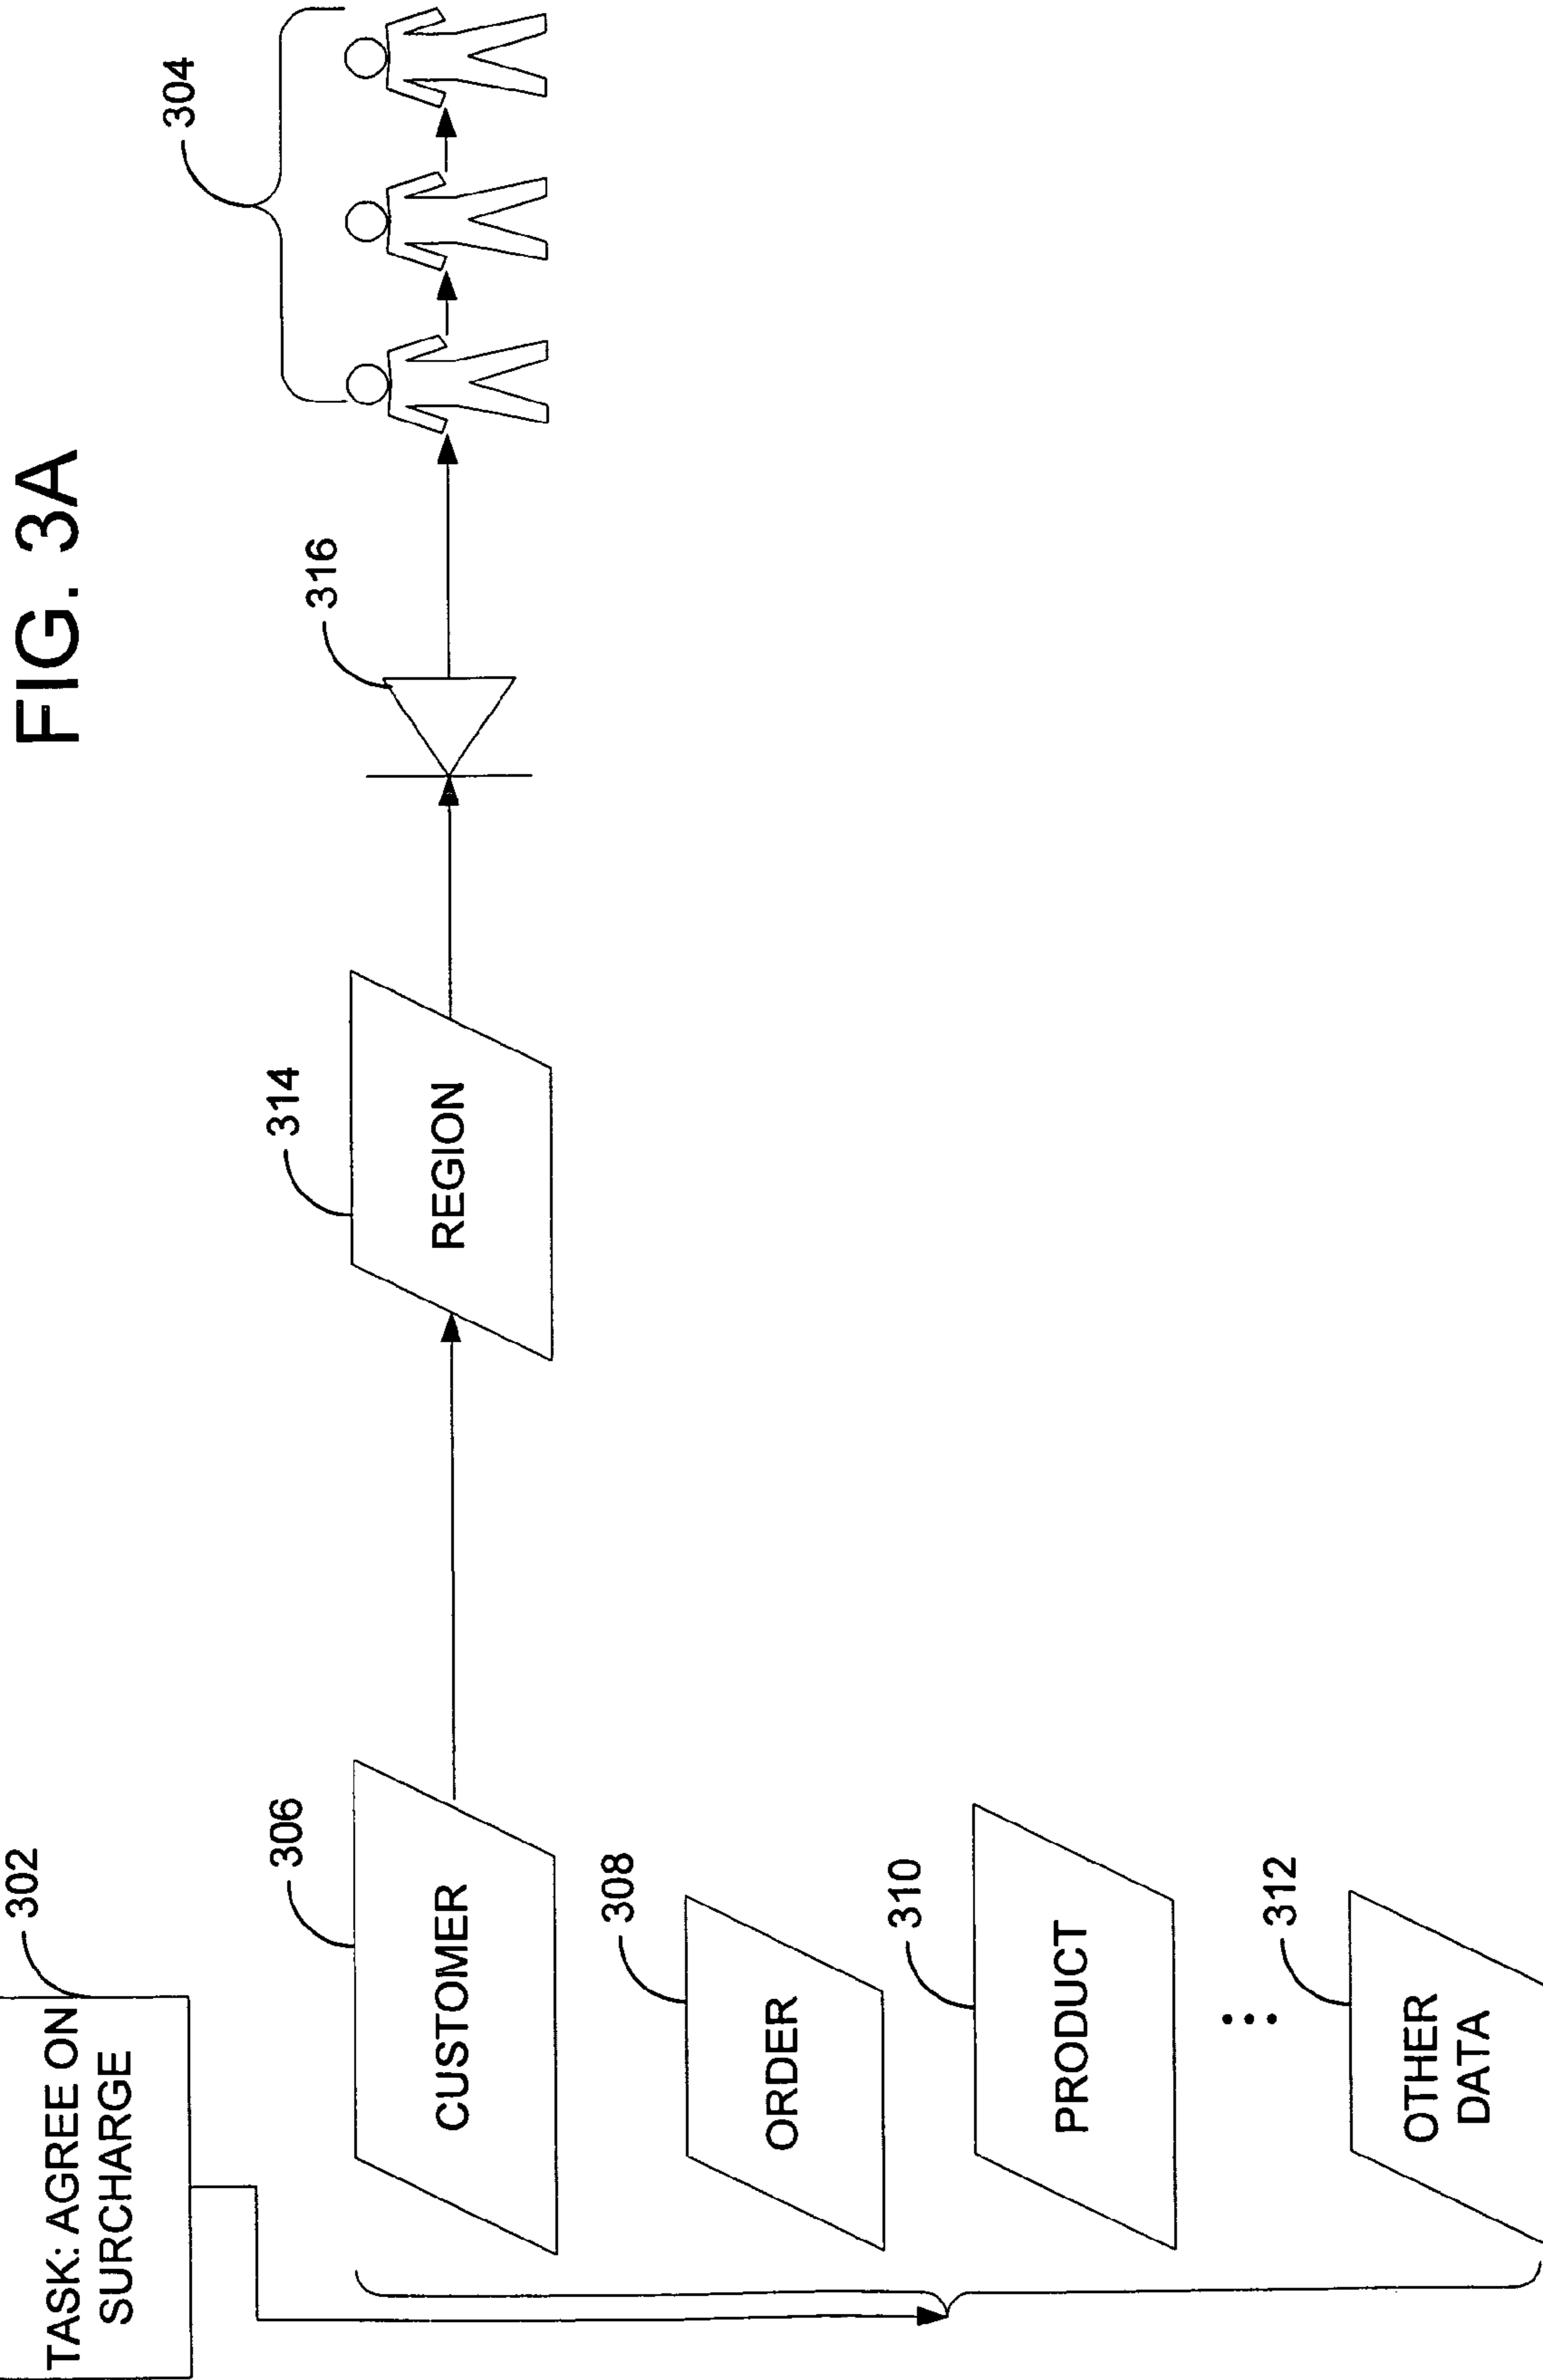 FIG. 3A
302
TASK: AGREE ON
SURCHARGE
304
306
CUSTOMER
314
REGION
316
308
ORDER
310
PRODUCT
312
OTHER
DATA